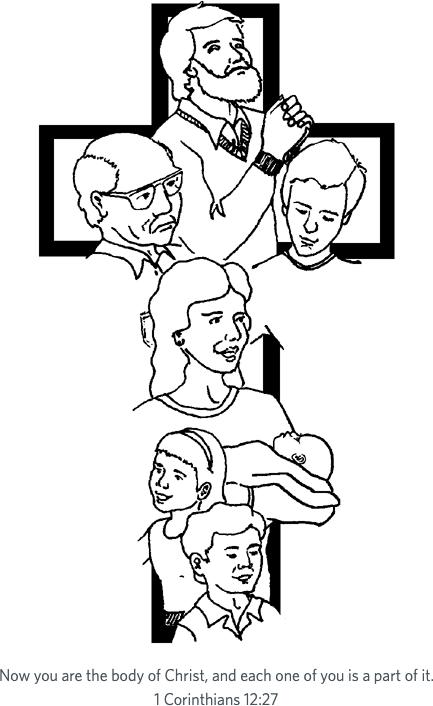 Now you are the body of Christ, and each one of you is a part of it.
1 Corinthians 12:27